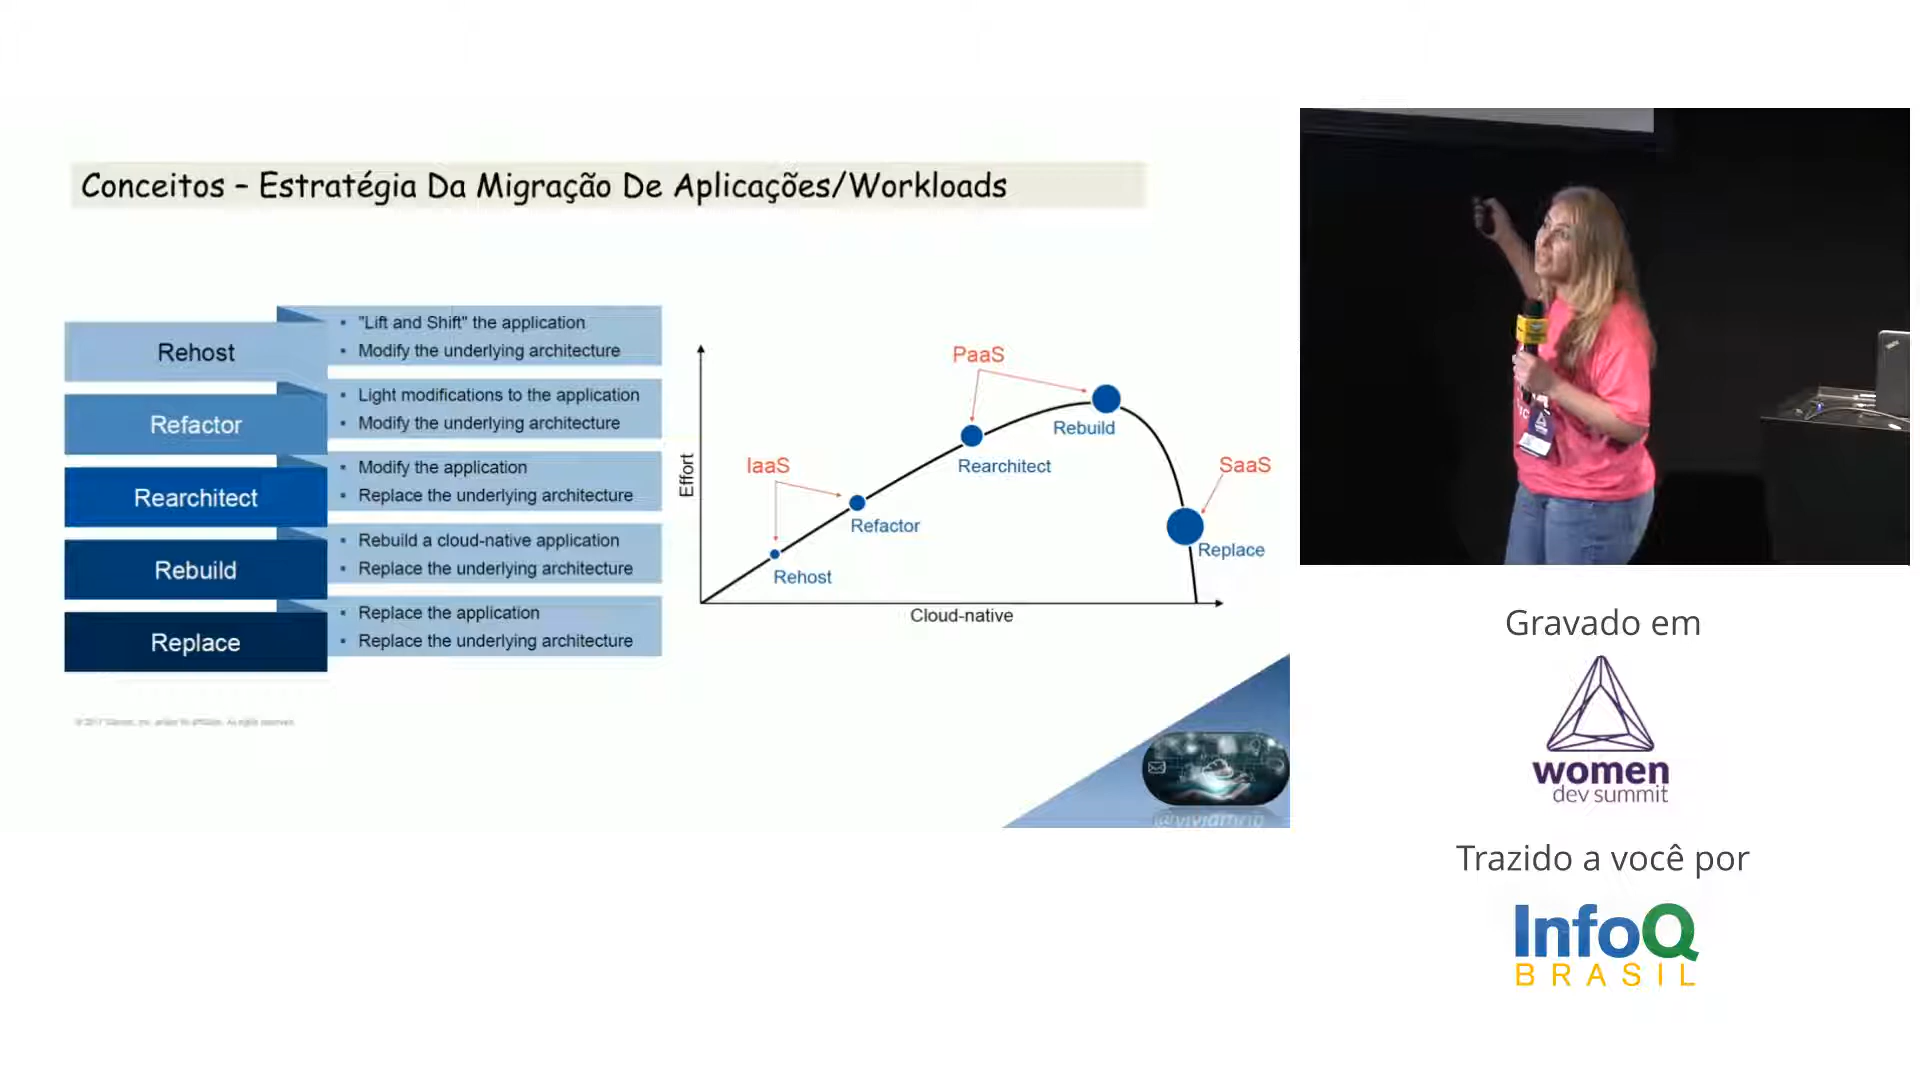 Conceitos – Estratégia Da Migração De Aplicações/Workloads
Rehost
• "Lift and Shift" the application
• Modify the underlying architecture
Refactor
• Light modifications to the application
• Modify the underlying architecture
Rearchitect
• Modify the application
• Replace the underlying architecture
Rebuild
• Rebuild a cloud-native application
• Replace the underlying architecture
Replace
• Replace the application
• Replace the underlying architecture
Effort
IaaS
PaaS
SaaS
Rehost
Refactor
Rearchitect
Rebuild
Replace
Cloud-native
Gravado em
women
dev summit
Trazido a você por
InfoQ
BRASIL